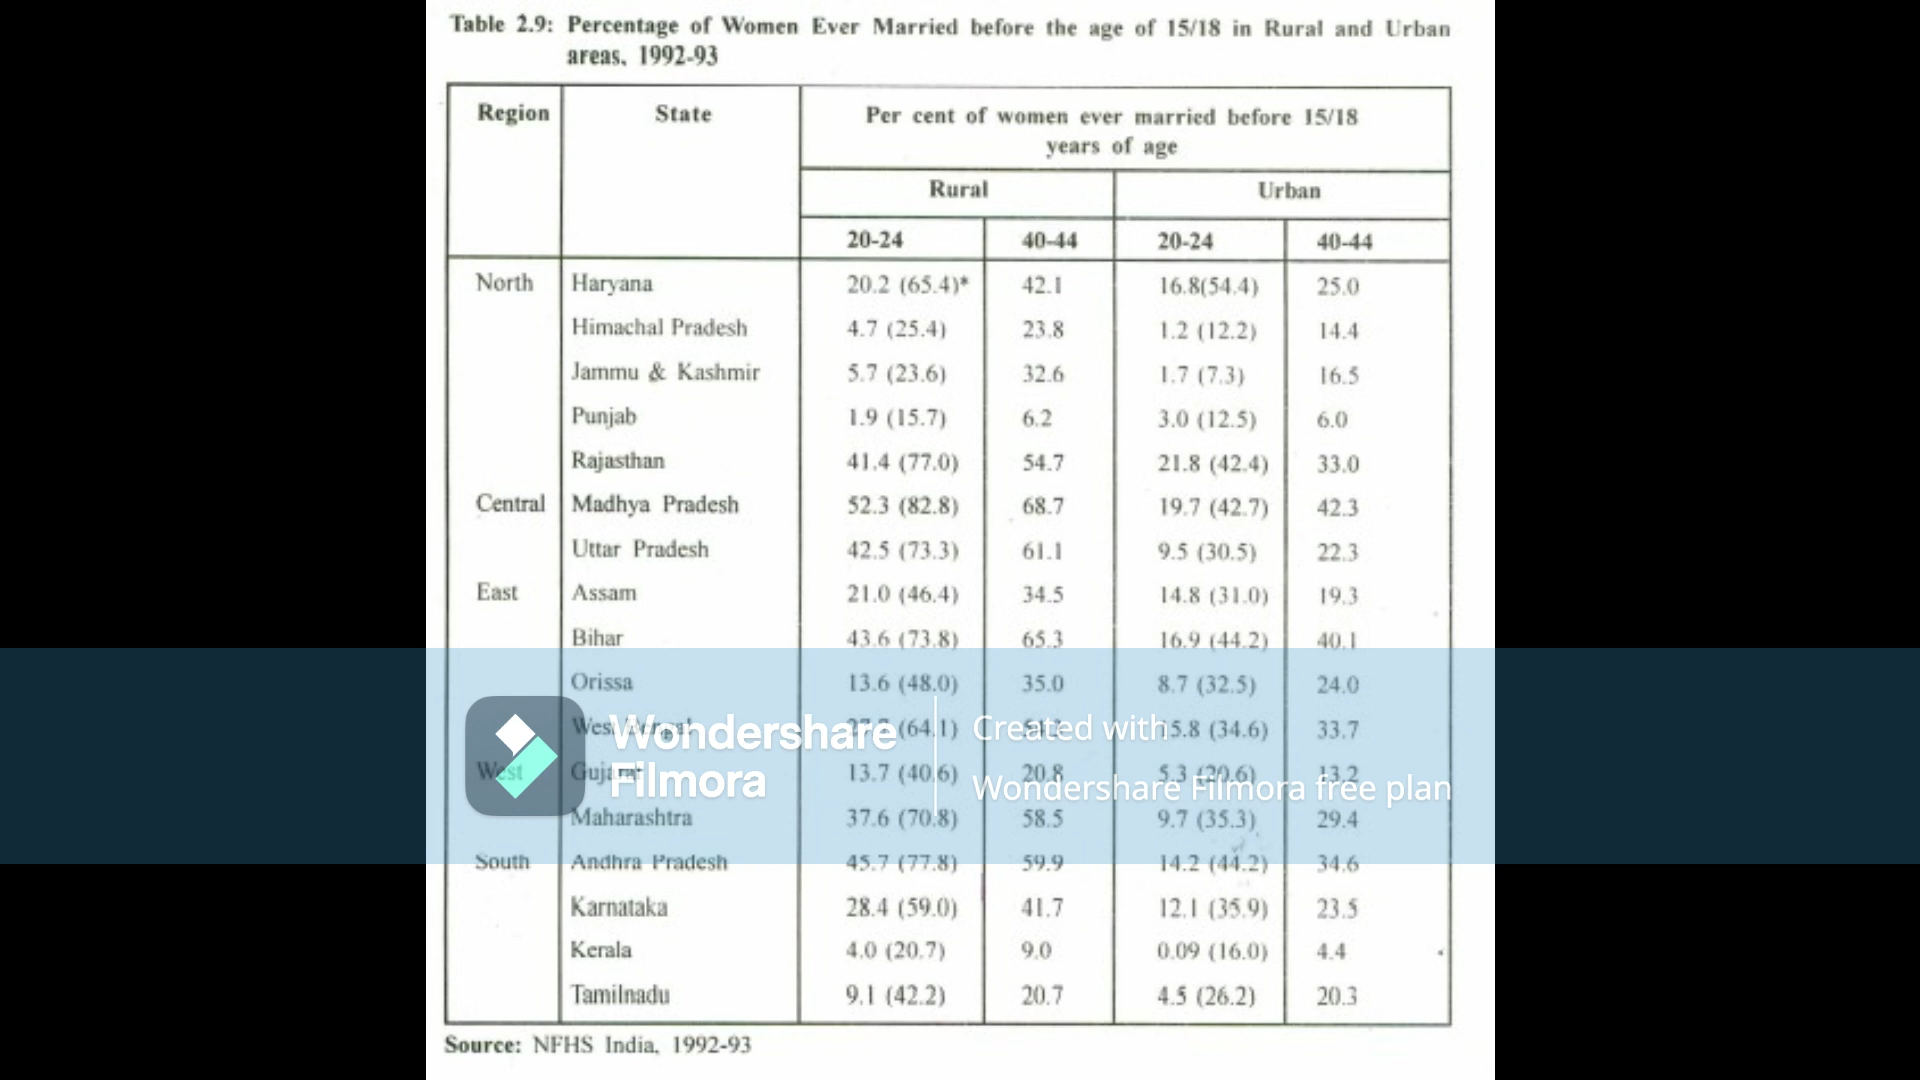 Table 2.9: Percentage of Women Ever Married before the age of 15/18 in Rural and Urban
areas, 1992-93
Region State Per cent of women ever married before 15/18
years of age
Rural Urban
20-24 40-44 20-24 40-44
North Haryana 20.2 (65.4)* 42.1 16.8(54.4) 25.0
Himachal Pradesh 4.7 (25.4) 23.8 1.2 (12.2) 14.4
Jammu & Kashmir 5.7 (23.6) 32.6 1.7 (7.3) 16.5
Punjab 1.9 (15.7) 6.2 3.0 (12.5) 6.0
Rajasthan 41.4 (77.0) 54.7 21.8 (42.4) 33.0
Central Madhya Pradesh 52.3 (82.8) 68.7 19.7 (42.7) 42.3
Uttar Pradesh 42.5 (73.3) 61.1 9.5 (30.5) 22.3
East Assam 21.0 (46.4) 34.5 14.8 (31.0) 19.3
Bihar 43.6 (73.8) 65.3 16.9 (44.2) 40.1
Orissa 13.6 (48.0) 35.0 8.7 (32.5) 24.0
West Bengal (64.1) 15.8 (34.6) 33.7
West Gujarat 13.7 (40.6) 20.8 5.3 (20.6) 13.2
Maharashtra 37.6 (70.8) 58.5 9.7 (35.3) 29.4
South Andhra Pradesh 45.7 (77.8) 59.9 14.2 (44.2) 34.6
Karnataka 28.4 (59.0) 41.7 12.1 (35.9) 23.5
Kerala 4.0 (20.7) 9.0 0.09 (16.0) 4.4
Tamilnadu 9.1 (42.2) 20.7 4.5 (26.2) 20.3
Source: NFHS India, 1992-93
Wondershare
Filmora
Created with
Wondershare Filmora free plan